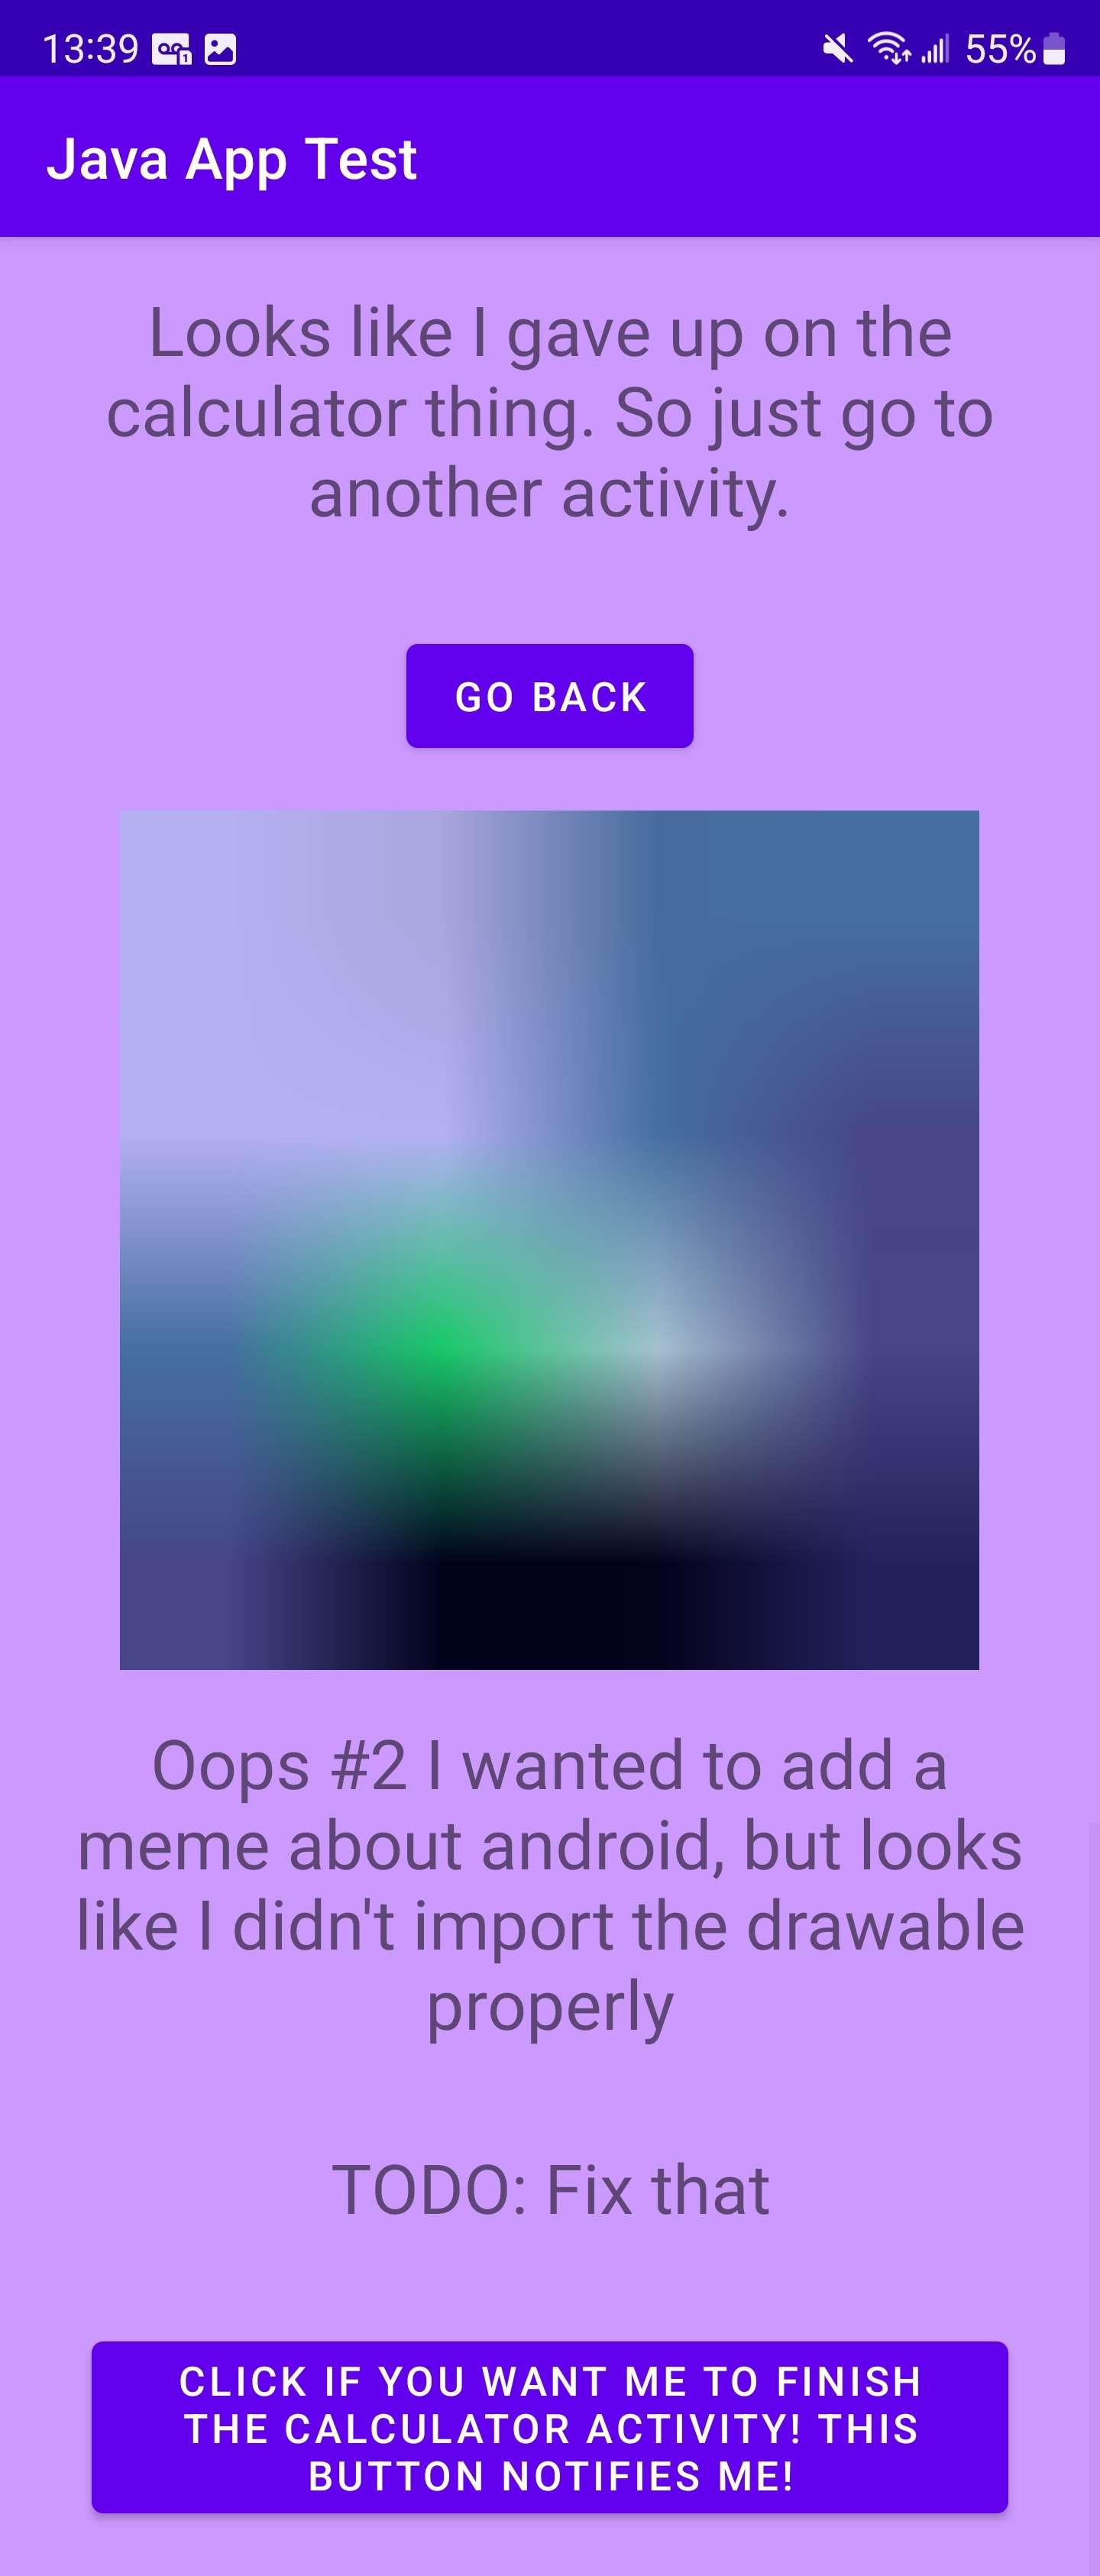 13:39
55%
Java App Test
Looks like I gave up on the
calculator thing. So just go to
another activity.
GO BACK
Oops #2 I wanted to add a
meme about android, but looks
like I didn't import the drawable
properly
TODO: Fix that
CLICK IF YOU WANT ME TO FINISH
THE CALCULATOR ACTIVITY! THIS
BUTTON NOTIFIES ME!